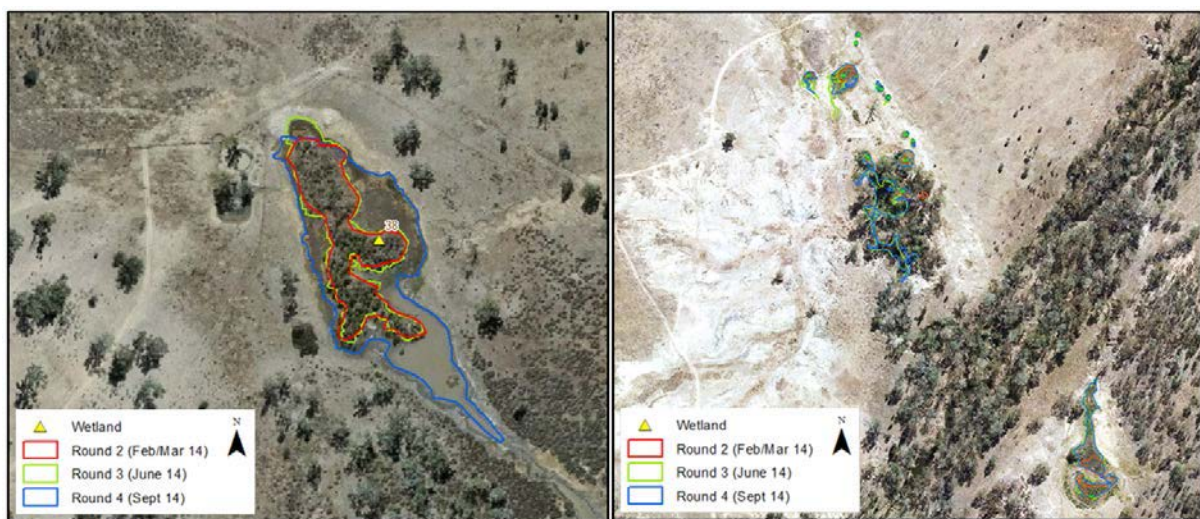 38
N
Wetland
Round 2 (Feb/Mar 14)
Round 3 (June 14)
Round 4 (Sept 14)
N
Wetland
Round 2 (Feb/Mar 14)
Round 3 (June 14)
Round 4 (Sept 14)